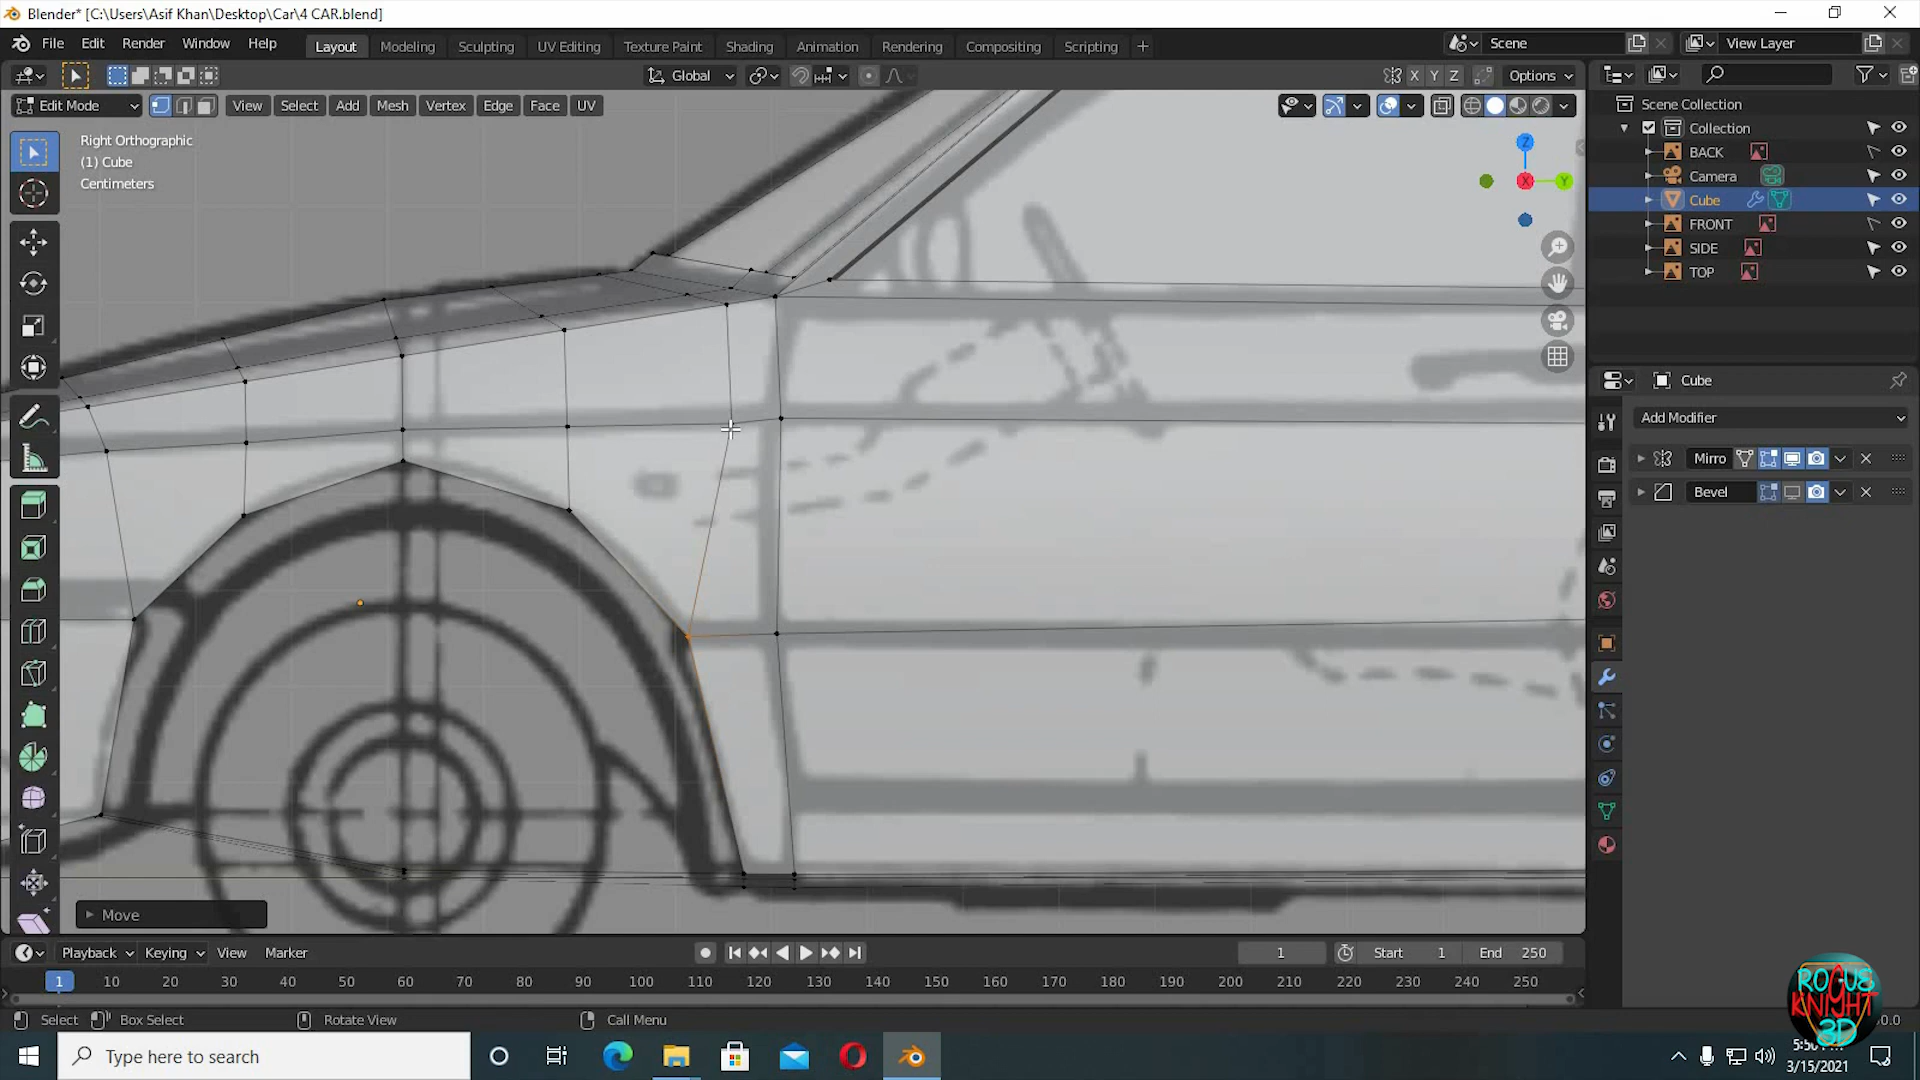 Blender* [C:\Users\Asif Khan\Desktop\Car\4 CAR.blend]
File Edit Render Window Help Layout Modeling Sculpting UV Editing Texture Paint Shading Animation Rendering Compositing Scripting + Scene View Layer
Global X Y Z Options
Edit Mode View Select Add Mesh Vertex Edge Face UV
Right Orthographic
(1) Cube
Centimeters
Z
X
Y
Scene Collection
Collection
BACK
Camera
Cube
FRONT
SIDE
TOP
Cube
Add Modifier
Mirro
Bevel
Move
Playback Keying View Marker 1 Start 1 End 250
1 10 20 30 40 50 60 70 80 90 100 110 120 130 140 150 160 170 180 190 200 210 220 230 240 250
Select Box Select Rotate View Call Menu
ROGUE
KNIGHT
3D
Type here to search
3/15/2021